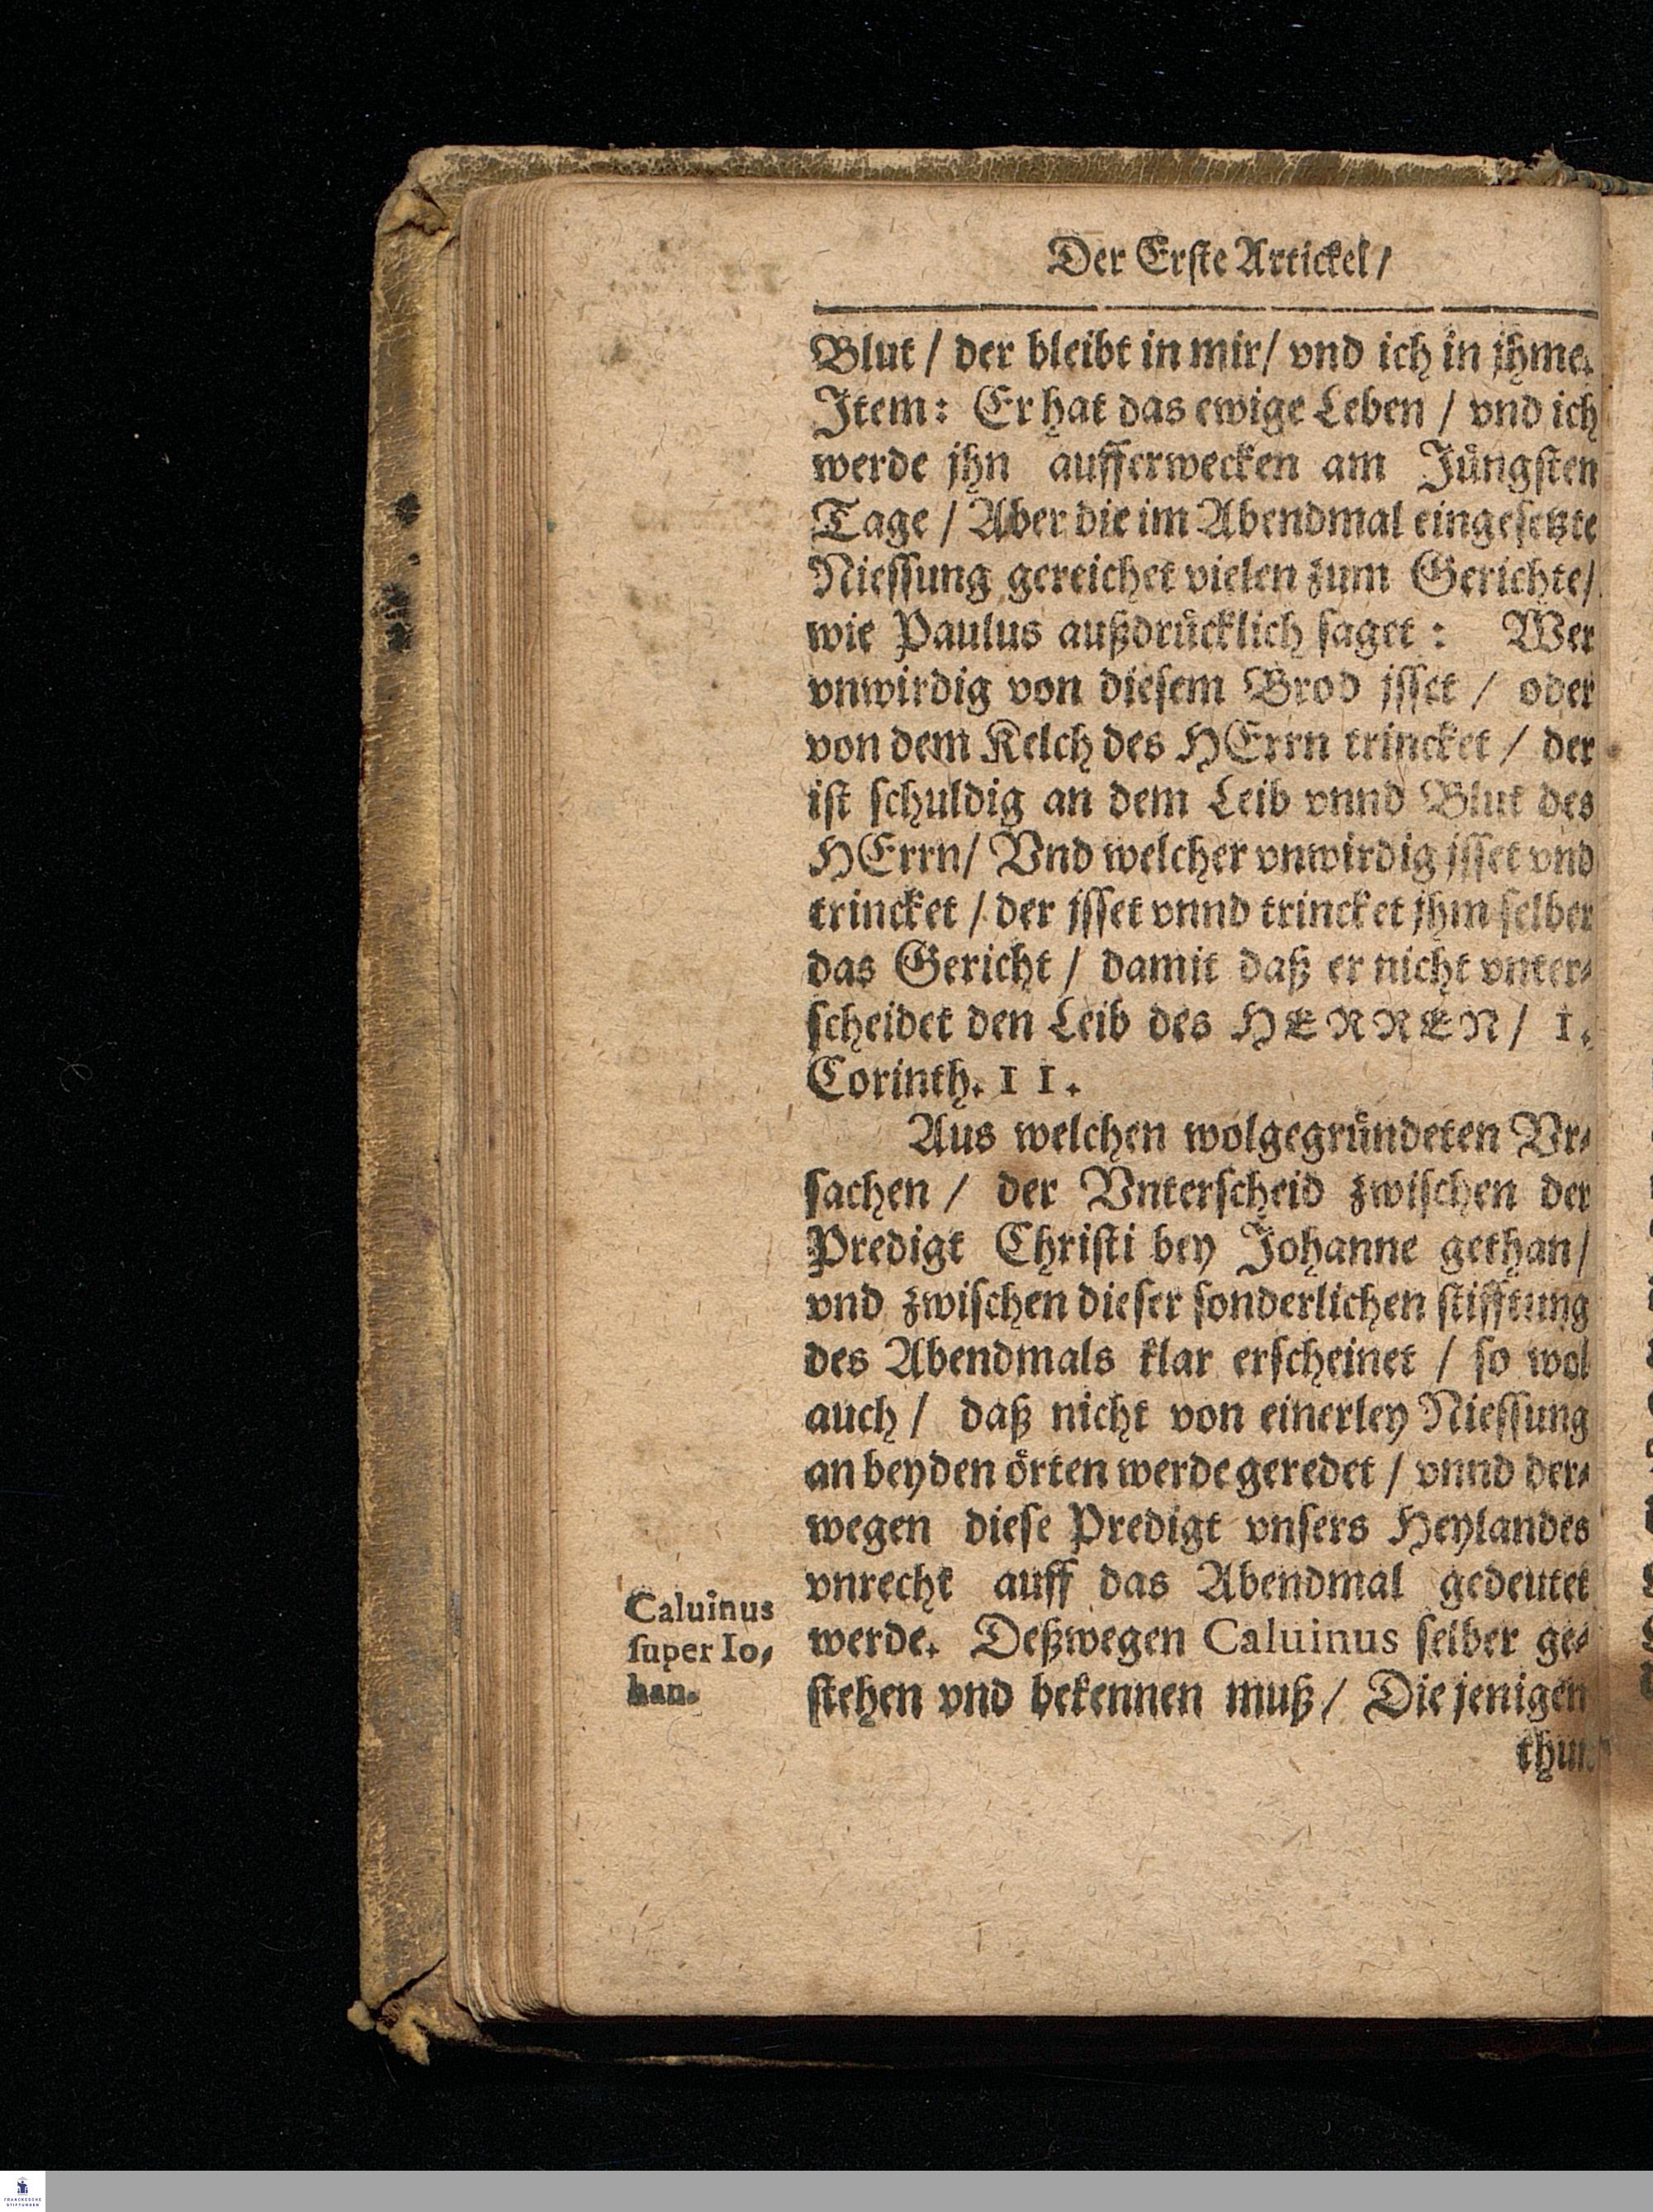 Der Erste Artickel /
Blut / der bleibt in mir / vnd ich in jhme.
Item: Er hat das ewige Leben / vnd ich
werde jhn aufferwecken am Jüngsten
Tage / Aber die im Abendmal eingesetzte
Niessung gereichet vielen zum Gerichte /
wie Paulus außdrücklich saget : Wer
vnwirdig von diesem Brod jsset / oder
von dem Kelch des HErrn trincket / der
ist schuldig an dem Leib vnnd Blut des
HErrn / Vnd welcher vnwirdig jsset vnd
trincket / der jsset vnnd trincket jhm selber
das Gericht / damit daß er nicht vnter-
scheidet den Leib des HERREN / 1.
Corinth. 11.
Aus welchen wolgegründeten Vr-
sachen / der Vnterscheid zwischen der
Predigt Christi bey Johanne gethan /
vnd zwischen dieser sonderlichen stifftung
des Abendmals klar erscheinet / so wol
auch / daß nicht von einerley Niessung
an beyden örten werde geredet / vnnd der-
wegen diese Predigt vnsers Heylandes
vnrecht auff das Abendmal gedeutet
werde. Deßwegen Caluinus selber ge-
stehen vnd bekennen muß / Die jenigen
thun
Caluinus
super Io-
han.
FRANCKESCHE
STIFTUNGEN